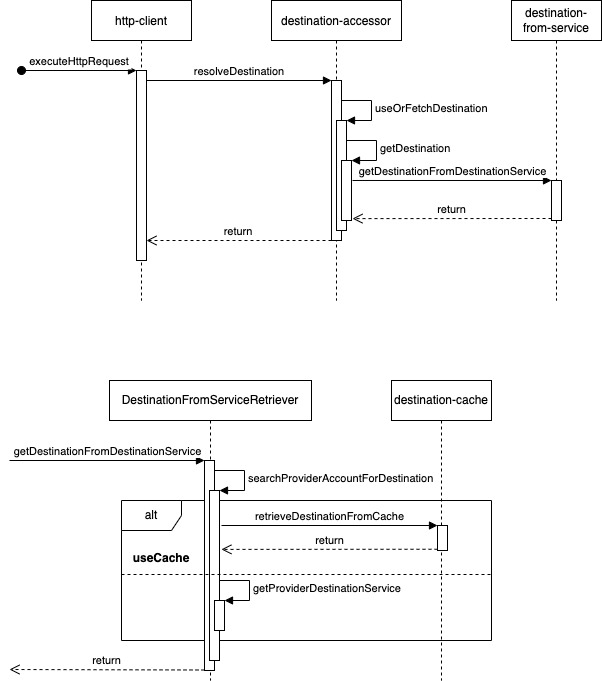 http-client
destination-accessor
destination-
from-service
executeHttpRequest
resolveDestination
useOrFetchDestination
getDestination
getDestinationFromDestinationService
return
return
DestinationFromServiceRetriever
destination-cache
getDestinationFromDestinationService
searchProviderAccountForDestination
alt
retrieveDestinationFromCache
return
useCache
getProviderDestinationService
return